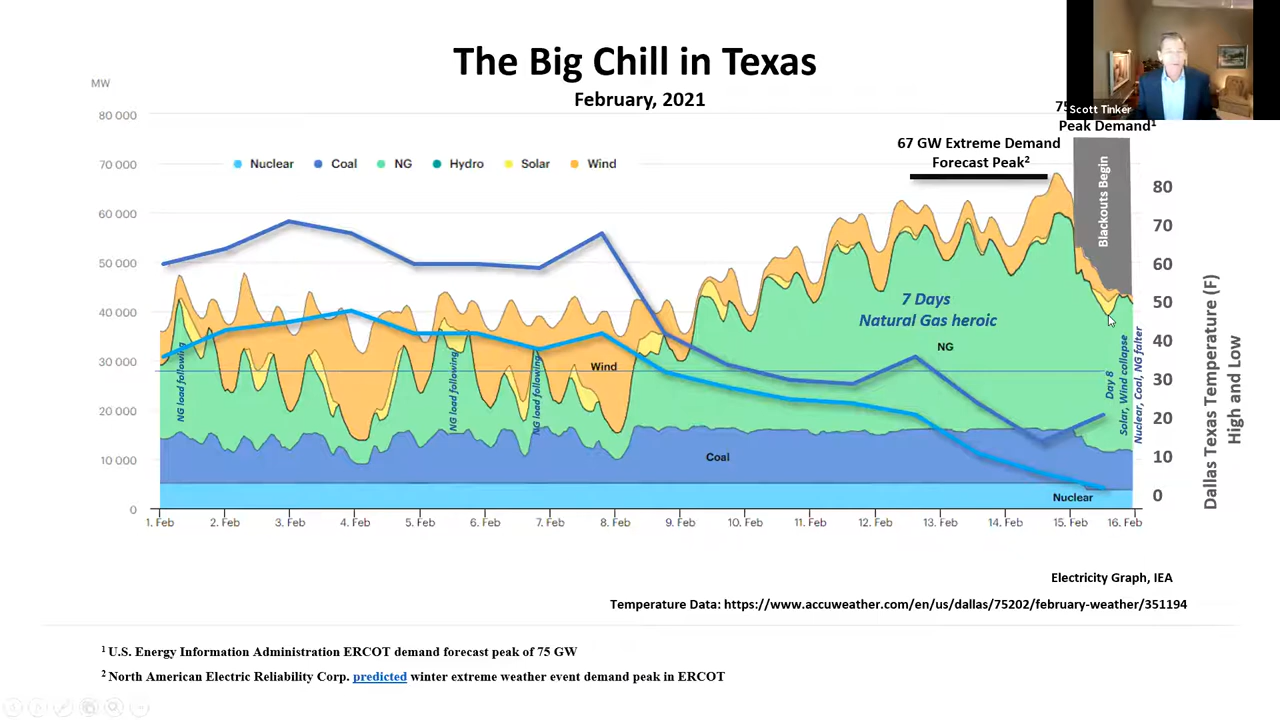 The Big Chill in Texas
February, 2021
Scott Tinker
MW
80 000
70 000
60 000
50 000
40 000
30 000
20 000
10 000
0
Nuclear
Coal
NG
Hydro
Solar
Wind
67 GW Extreme Demand
Forecast Peak²
Peak Demand¹
Blackouts Begin
80
70
60
50
40
30
20
10
0
Dallas Texas Temperature (F)
High and Low
7 Days
Natural Gas heroic
NG
Wind
Coal
Nuclear
NG load following
NG load following
NG load following
Day 8
Solar, Wind collapse
Nuclear, Coal, NG falter
1. Feb
2. Feb
3. Feb
4. Feb
5. Feb
6. Feb
7. Feb
8. Feb
9. Feb
10. Feb
11. Feb
12. Feb
13. Feb
14. Feb
15. Feb
16. Feb
Electricity Graph, IEA
Temperature Data: https://www.accuweather.com/en/us/dallas/75202/february-weather/351194
¹ U.S. Energy Information Administration ERCOT demand forecast peak of 75 GW
² North American Electric Reliability Corp. predicted winter extreme weather event demand peak in ERCOT